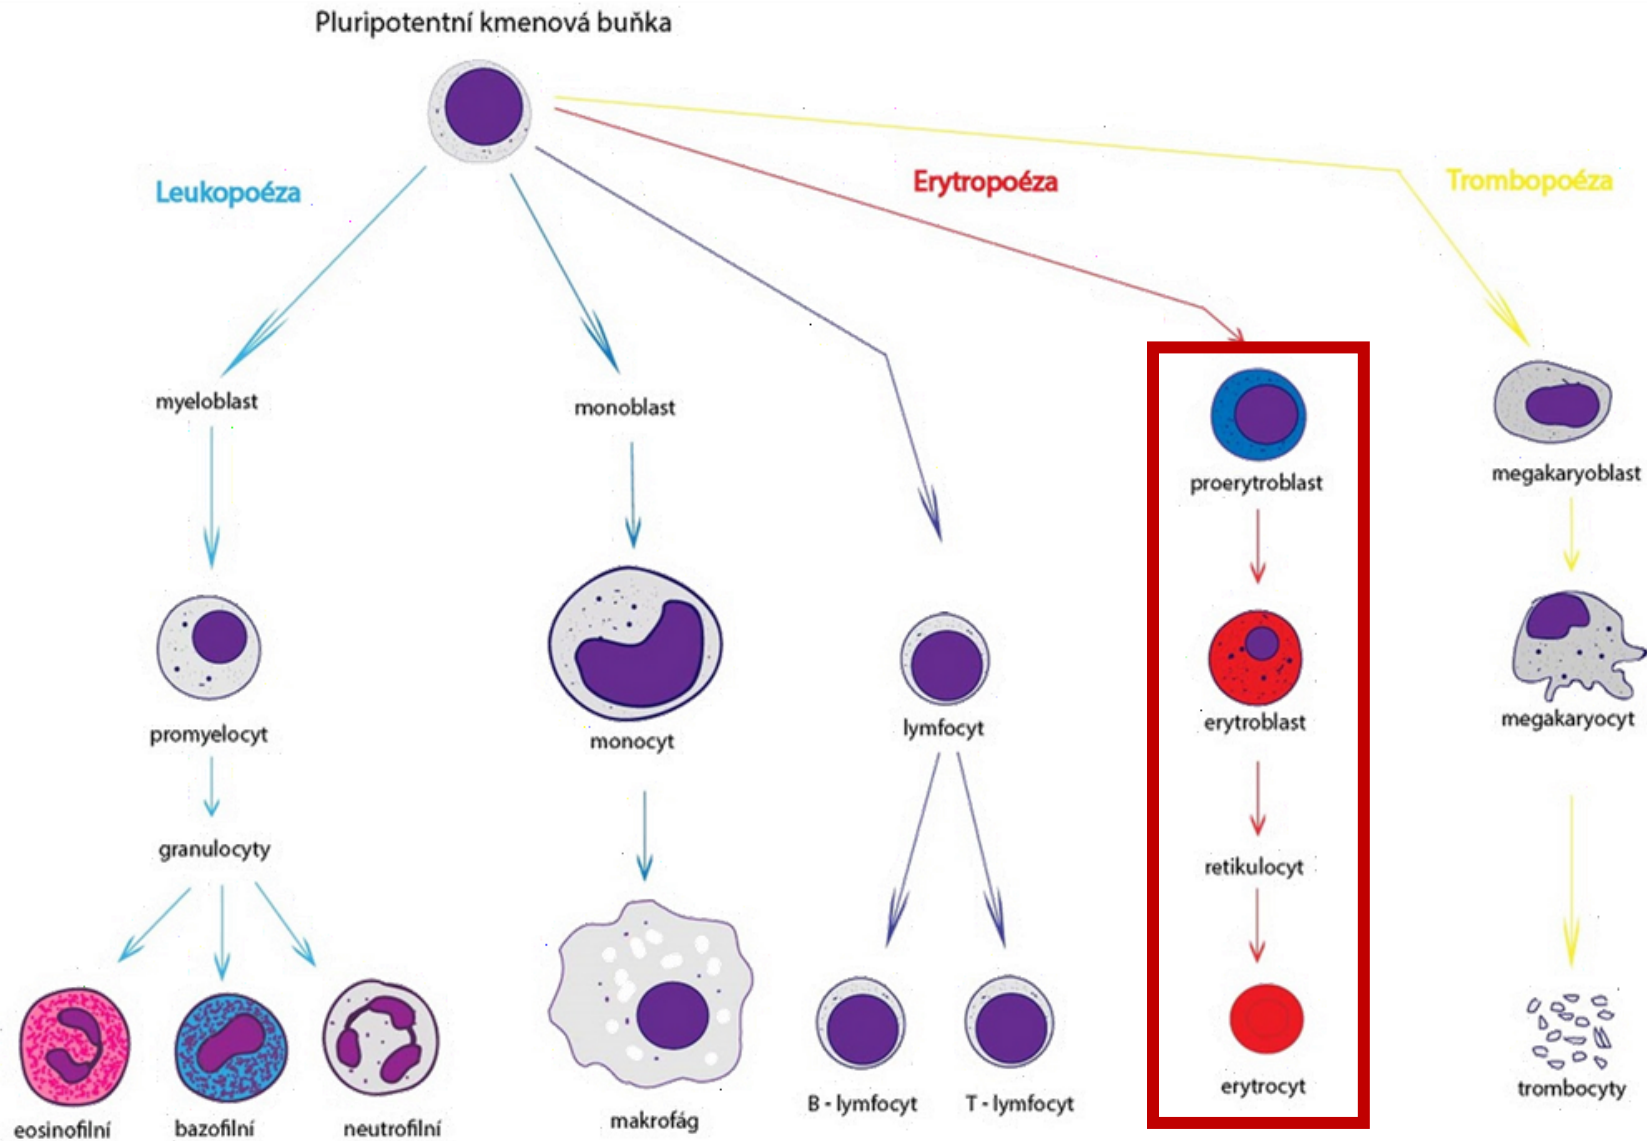 Pluripotentní kmenová buňka
Leukopoéza
Erytropoéza
Trombopoéza
myeloblast
monoblast
proerytroblast
megakaryoblast
promyelocyt
monocyt
lymfocyt
erytroblast
megakaryocyt
granulocyty
retikulocyt
eosinofilní
bazofilní
neutrofilní
makrofág
B - lymfocyt
T - lymfocyt
erytrocyt
trombocyty